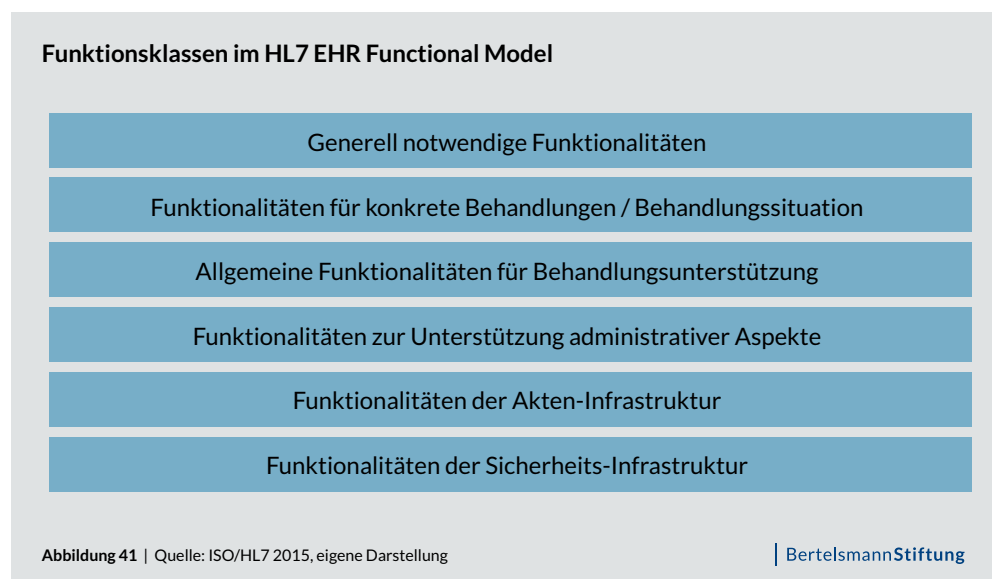 Funktionsklassen im HL7 EHR Functional Model
Generell notwendige Funktionalitäten
Funktionalitäten für konkrete Behandlungen / Behandlungssituation
Allgemeine Funktionalitäten für Behandlungsunterstützung
Funktionalitäten zur Unterstützung administrativer Aspekte
Funktionalitäten der Akten-Infrastruktur
Funktionalitäten der Sicherheits-Infrastruktur
Abbildung 41 | Quelle: ISO/HL7 2015, eigene Darstellung
BertelsmannStiftung